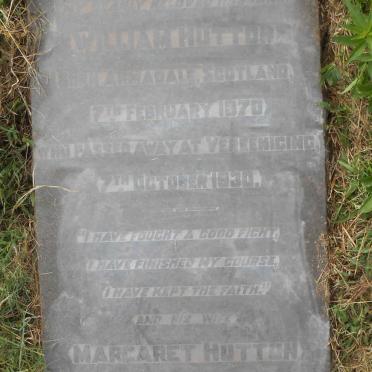 WILLIAM HUTTON
BORN ARMADALE, SCOTLAND,
7TH FEBRUARY 1870
WHO PASSED AWAY AT VEREENIGING,
7TH OCTOBER 1930.
"I HAVE FOUGHT A GOOD FIGHT,
I HAVE FINISHED MY COURSE,
I HAVE KEPT THE FAITH."
AND HIS WIFE
MARGARET HUTTON